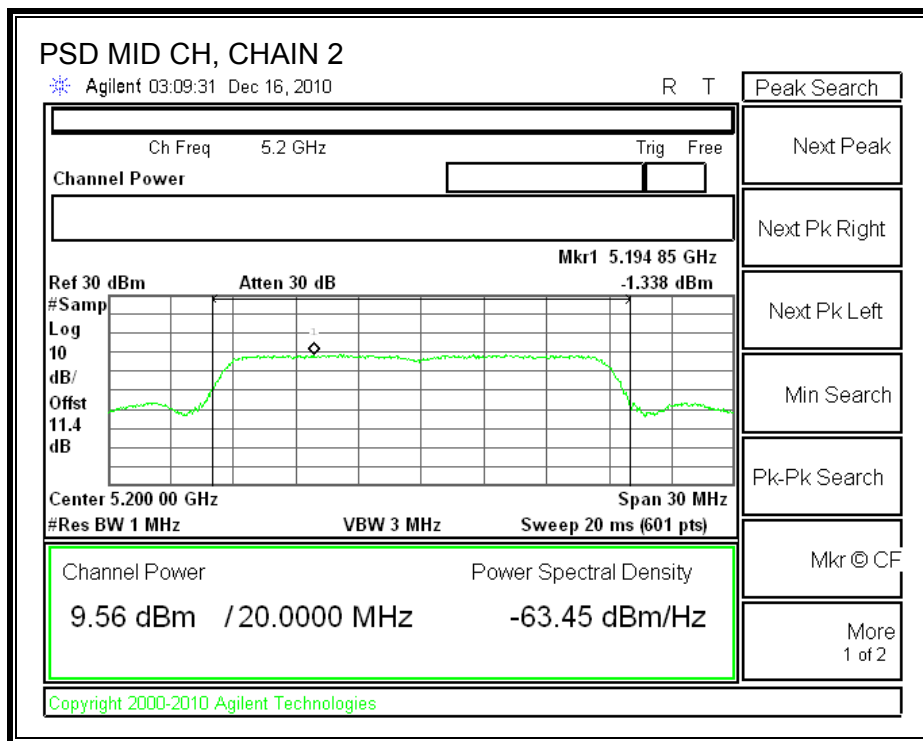 PSD MID CH, CHAIN 2
Agilent 03:09:31 Dec 16, 2010 R T
Peak Search
Ch Freq 5.2 GHz Trig Free
Channel Power
Next Peak
Next Pk Right
Mkr1 5.194 85 GHz
Ref 30 dBm Atten 30 dB -1.338 dBm
#Samp
Log
10
dB/
Offst
11.4
dB
1
Next Pk Left
Min Search
Pk-Pk Search
Center 5.200 00 GHz Span 30 MHz
#Res BW 1 MHz VBW 3 MHz Sweep 20 ms (601 pts)
Channel Power Power Spectral Density
9.56 dBm / 20.0000 MHz -63.45 dBm/Hz
Mkr © CF
More
1 of 2
Copyright 2000-2010 Agilent Technologies